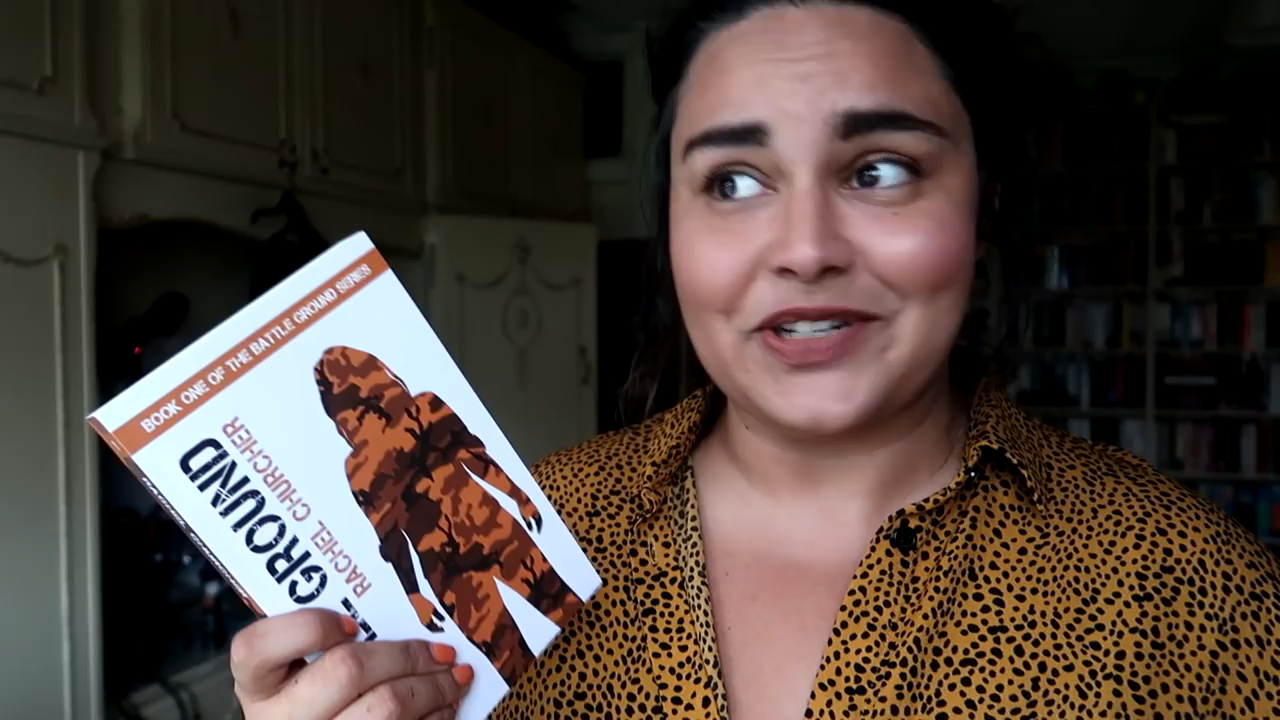 BOOK ONE OF THE BATTLE GROUND SERIES
GROUND
RACHEL CHURCHER